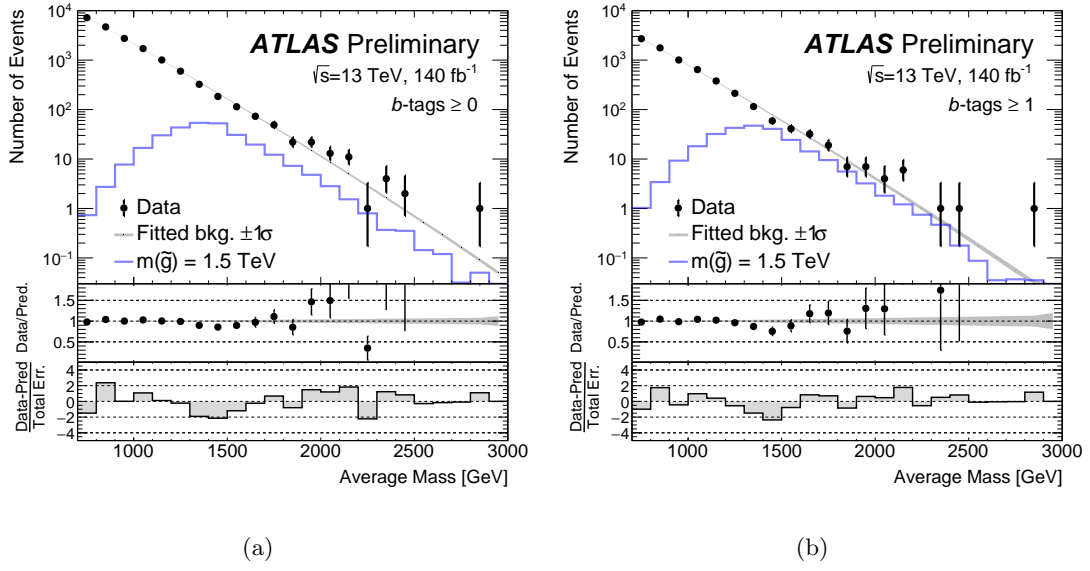 Number of Events
10⁴
10³
10²
10
1
10⁻¹
ATLAS Preliminary
√s=13 TeV, 140 fb⁻¹
b-tags ≥ 0
Data
Fitted bkg. ±1σ
m(g̃) = 1.5 TeV
Data/Pred.
1.5
1
0.5
Data-Pred
Total Err.
4
2
0
−2
−4
1000 1500 2000 2500 3000
Average Mass [GeV]
(a)
Number of Events
10⁴
10³
10²
10
1
10⁻¹
ATLAS Preliminary
√s=13 TeV, 140 fb⁻¹
b-tags ≥ 1
Data
Fitted bkg. ±1σ
m(g̃) = 1.5 TeV
Data/Pred.
1.5
1
0.5
Data-Pred
Total Err.
4
2
0
−2
−4
1000 1500 2000 2500 3000
Average Mass [GeV]
(b)